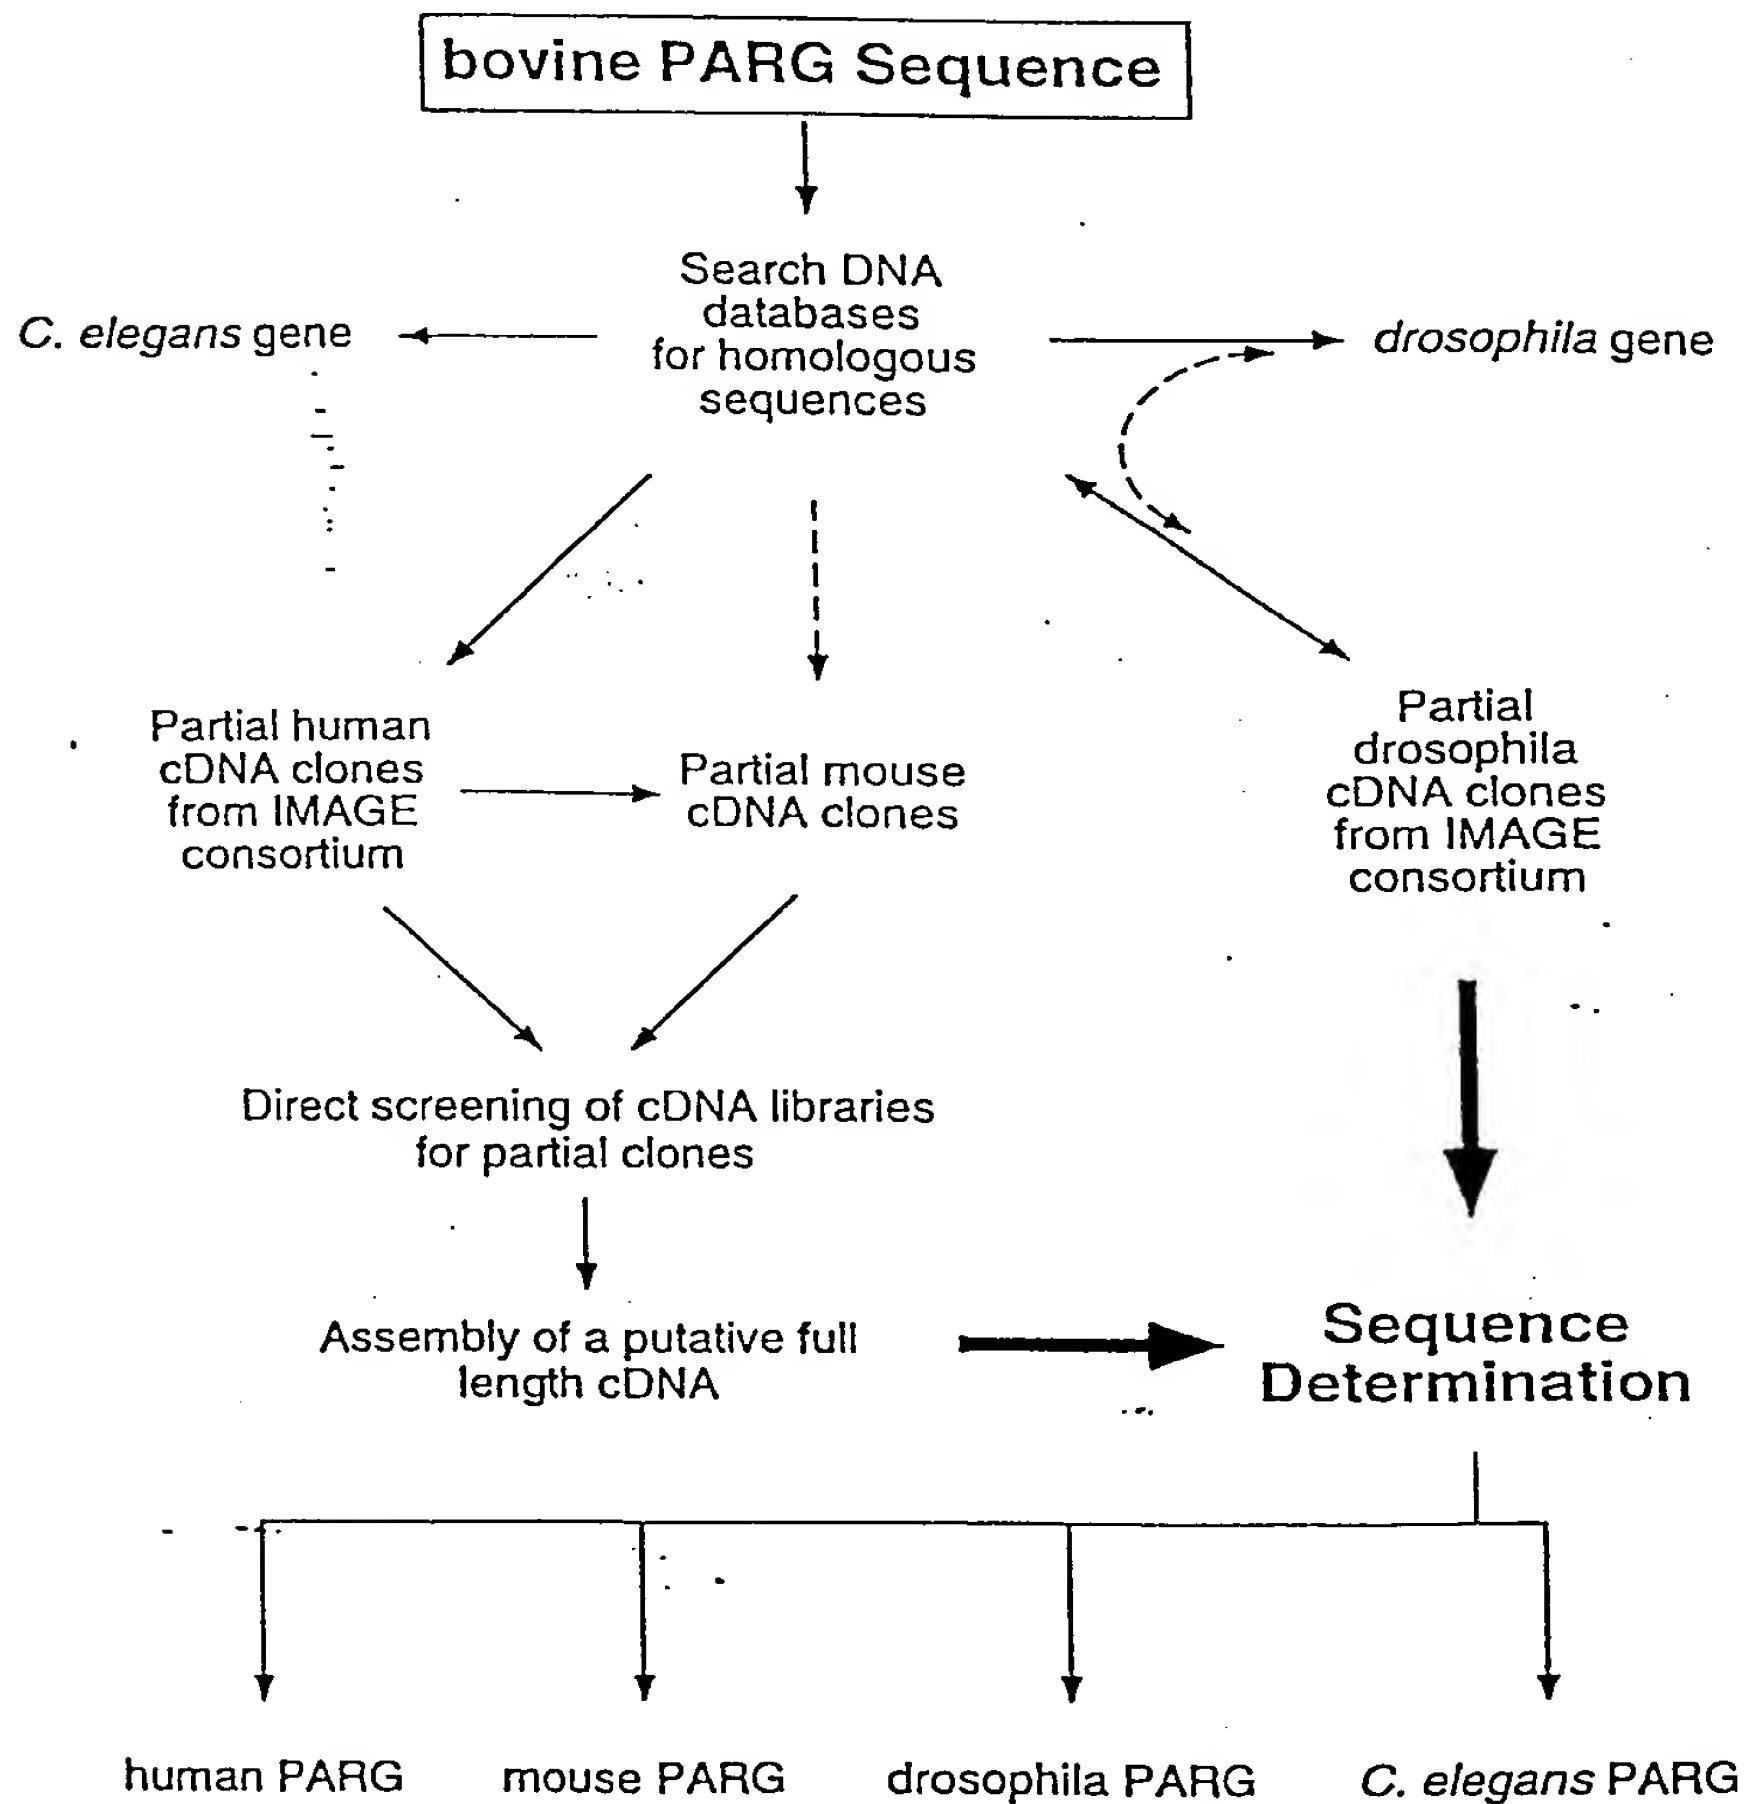 bovine PARG Sequence
Search DNA
databases
for homologous
sequences
C. elegans gene
drosophila gene
Partial human
cDNA clones
from IMAGE
consortium
Partial mouse
cDNA clones
Partial
drosophila
cDNA clones
from IMAGE
consortium
Direct screening of cDNA libraries
for partial clones
Assembly of a putative full
length cDNA
Sequence
Determination
human PARG
mouse PARG
drosophila PARG
C. elegans PARG